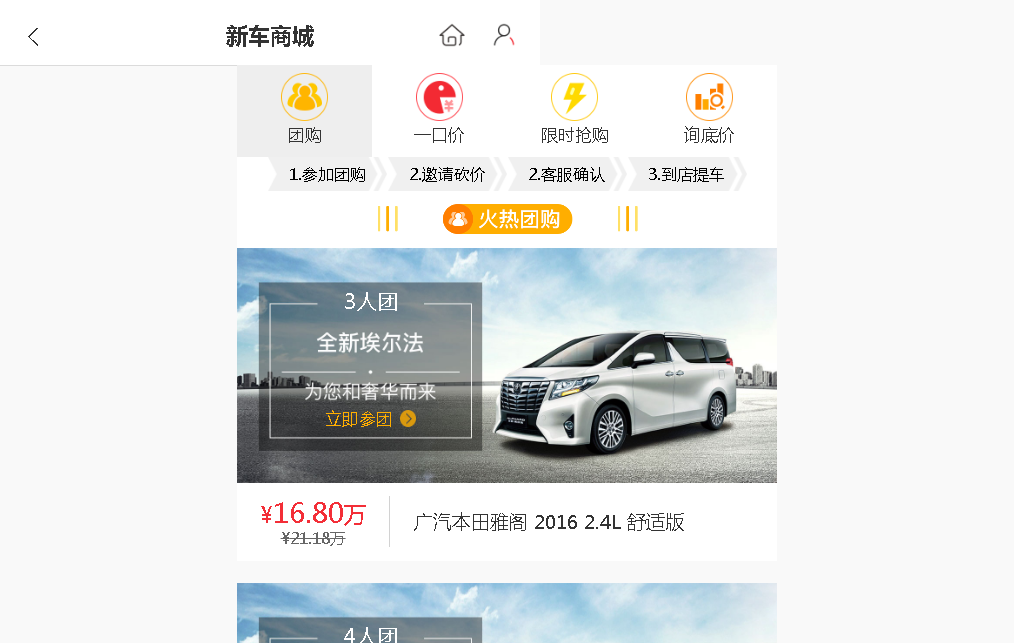 新车商城
团购
一口价
限时抢购
询底价
1.参加团购
2.邀请砍价
2.客服确认
3.到店提车
火热团购
3人团
全新埃尔法
为您和奢华而来
立即参团
¥16.80万
¥21.18万
广汽本田雅阁 2016 2.4L 舒适版
4人团